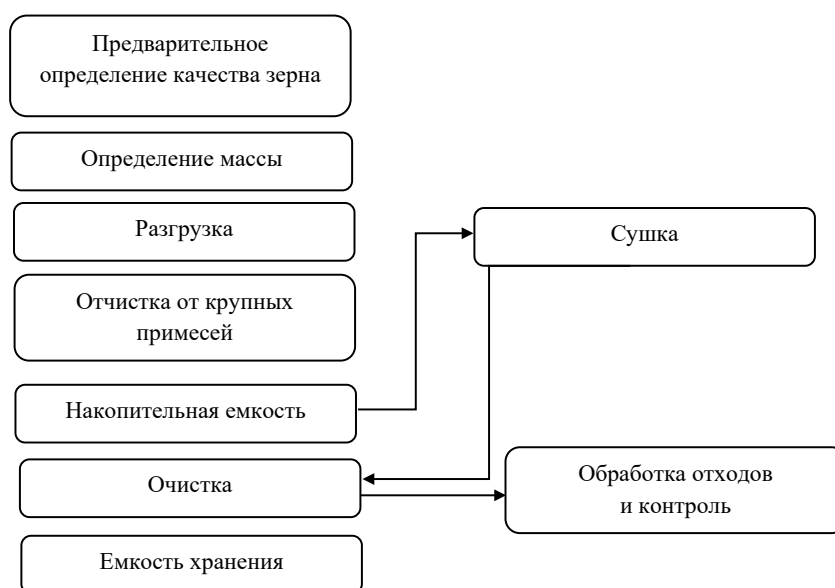 Предварительное
определение качества зерна
Определение массы
Разгрузка
Сушка
Отчистка от крупных
примесей
Накопительная емкость
Очистка
Обработка отходов
и контроль
Емкость хранения